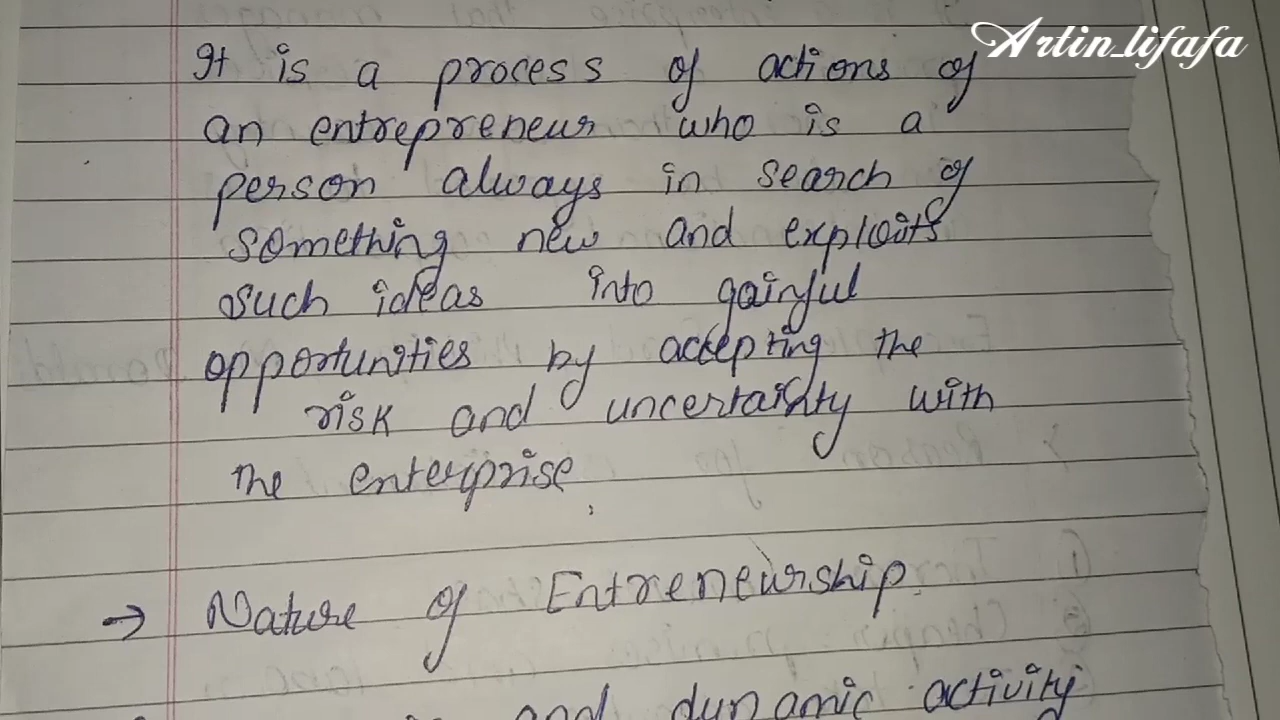 Artin_lifafa
It is a process of actions of
an entrepreneur who is a
person always in search of
something new and exploits
such ideas into gainful
opportunities by accepting the
risk and uncertainty with
the enterprise
→ Nature of Entreneurship
and dynamic activity